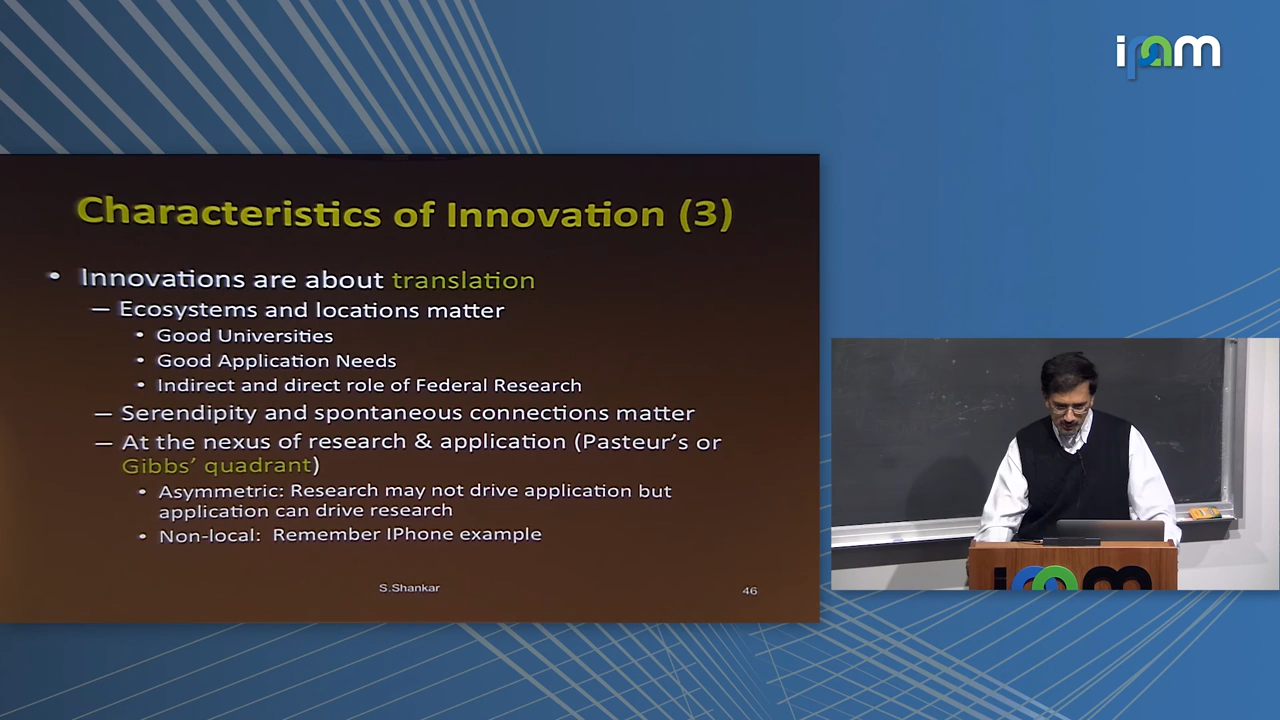 ipam
Characteristics of Innovation (3)
• Innovations are about translation
– Ecosystems and locations matter
• Good Universities
• Good Application Needs
• Indirect and direct role of Federal Research
– Serendipity and spontaneous connections matter
– At the nexus of research & application (Pasteur's or
Gibbs' quadrant)
• Asymmetric: Research may not drive application but
application can drive research
• Non-local: Remember IPhone example
S.Shankar
46
ipam